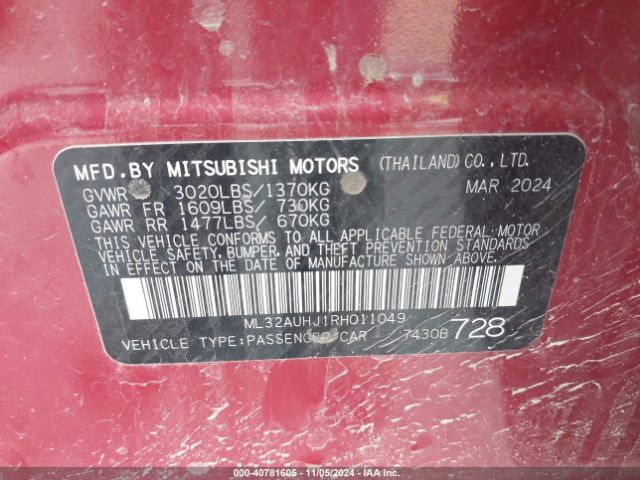 MFD.BY MITSUBISHI MOTORS (THAILAND)CO.,LTD.
GVWR 3020LBS/1370KG MAR 2024
GAWR FR 1609LBS/ 730KG
GAWR RR 1477LBS/ 670KG
THIS VEHICLE CONFORMS TO ALL APPLICABLE FEDERAL MOTOR
VEHICLE SAFETY, BUMPER, AND THEFT PREVENTION STANDARDS
IN EFFECT ON THE DATE OF MANUFACTURE SHOWN ABOVE.
ML32AUHJ1RH011049
VEHICLE TYPE:PASSENGER CAR 7430B 728
00-40781605 - 11/05/2024 - IAA Inc.